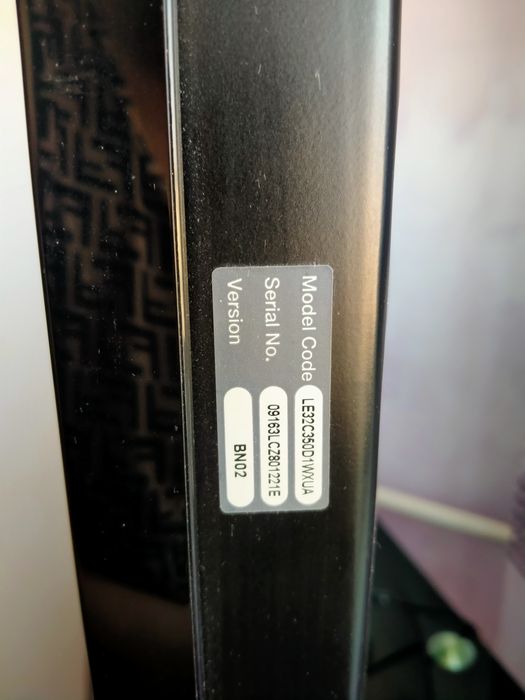 Model Code LE32C350D1WXUA
Serial No. 09163LCZ801221E
Version BN02